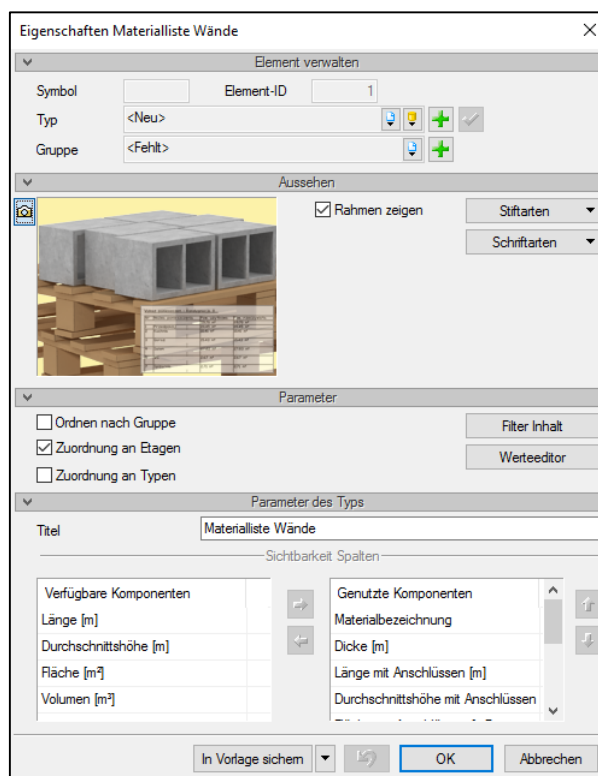 Eigenschaften Materialliste Wände
Element verwalten
Symbol Element-ID 1
Typ <Neu>
Gruppe <Fehlt>
Aussehen
Rahmen zeigen Stiftarten
Schriftarten
Parameter
Ordnen nach Gruppe Filter Inhalt
Zuordnung an Etagen Werteeditor
Zuordnung an Typen
Parameter des Typs
Titel Materialliste Wände
Sichtbarkeit Spalten
Verfügbare Komponenten
Länge [m]
Durchschnittshöhe [m]
Fläche [m²]
Volumen [m³]
Genutzte Komponenten
Materialbezeichnung
Dicke [m]
Länge mit Anschlüssen [m]
Durchschnittshöhe mit Anschlüssen
In Vorlage sichern OK Abbrechen